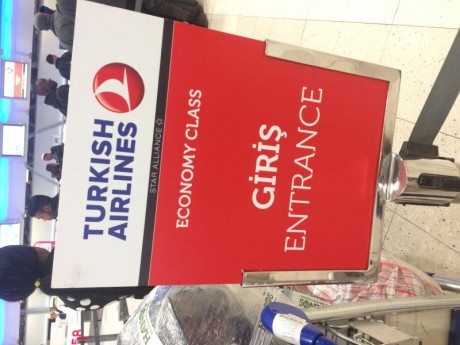 TURKISH
AIRLINES
STAR ALLIANCE
ECONOMY CLASS
GİRİŞ
ENTRANCE